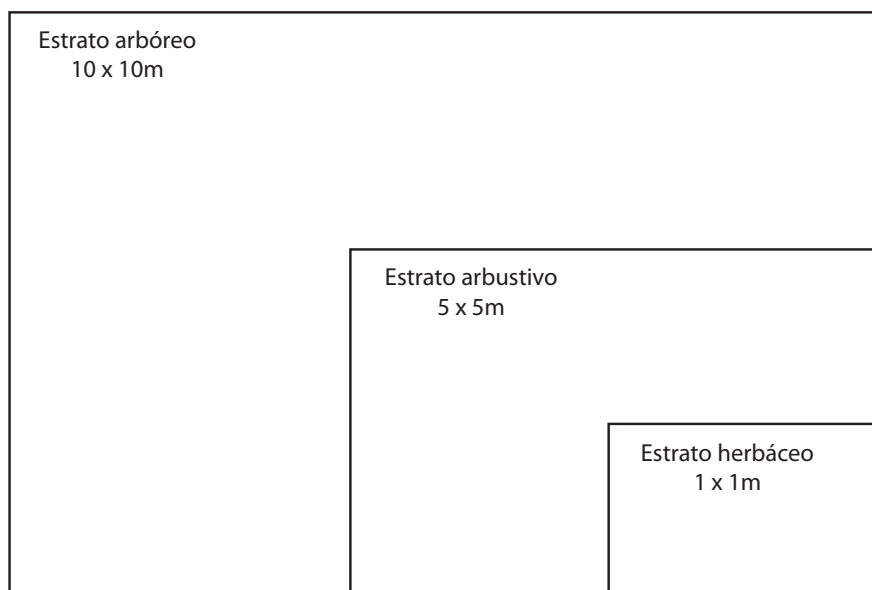 Estrato arbóreo
10 x 10m
Estrato arbustivo
5 x 5m
Estrato herbáceo
1 x 1m